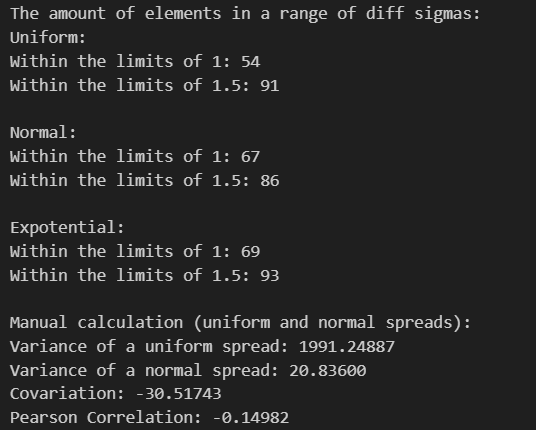 The amount of elements in a range of diff sigmas:
Uniform:
Within the limits of 1: 54
Within the limits of 1.5: 91
Normal:
Within the limits of 1: 67
Within the limits of 1.5: 86
Expotential:
Within the limits of 1: 69
Within the limits of 1.5: 93
Manual calculation (uniform and normal spreads):
Variance of a uniform spread: 1991.24887
Variance of a normal spread: 20.83600
Covariation: -30.51743
Pearson Correlation: -0.14982